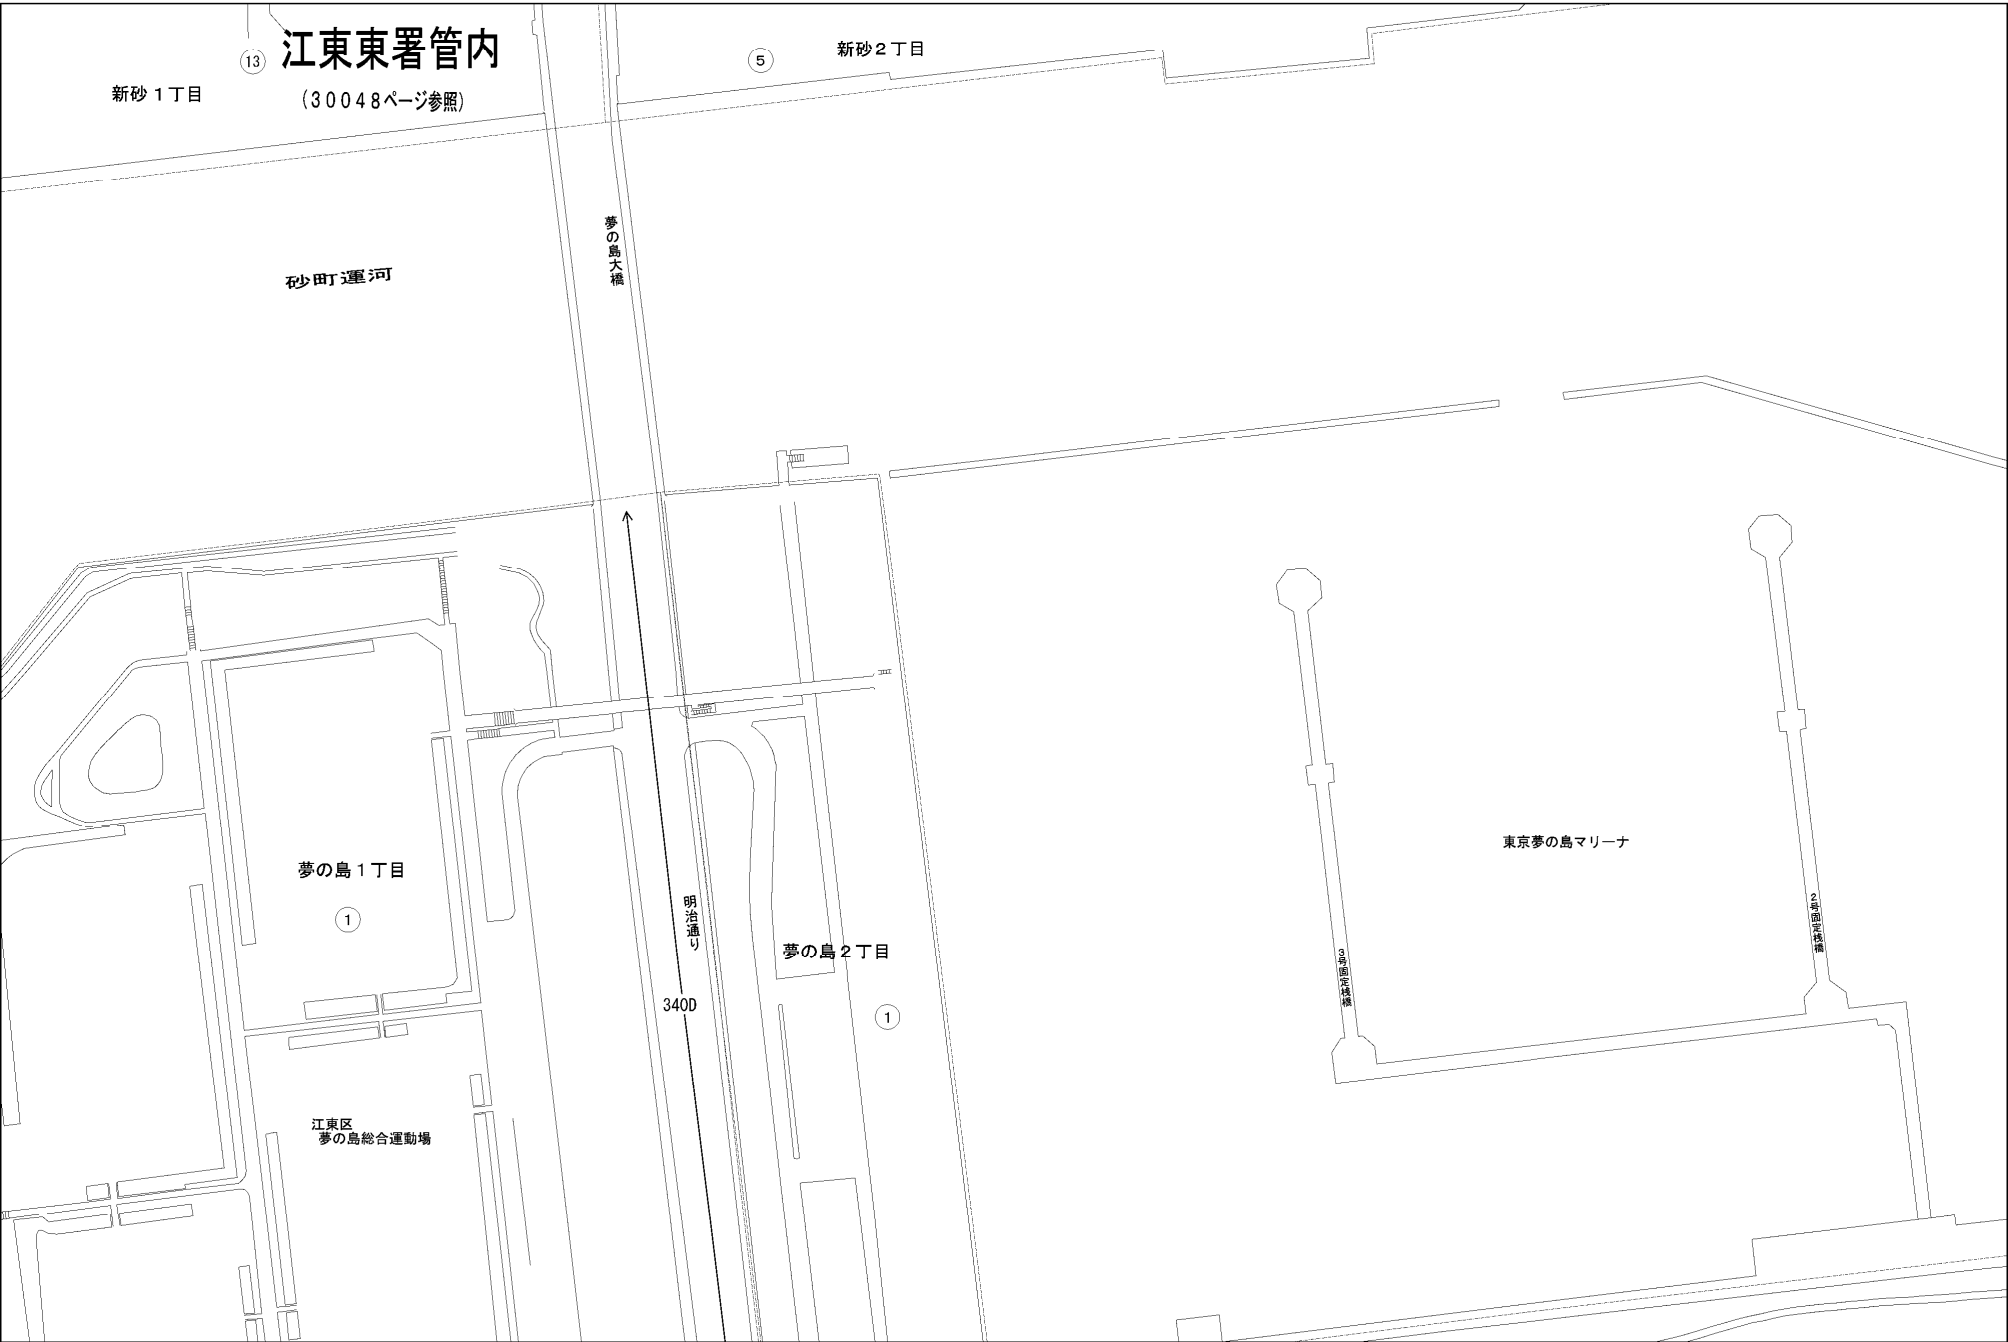 ⑬
江東東署管内
(30048ページ参照)
新砂1丁目
⑤
新砂2丁目
夢の島大橋
砂町運河
東京夢の島マリーナ
夢の島1丁目
①
明治通り
夢の島2丁目
2号固定桟橋
3号固定桟橋
340D
①
江東区
夢の島総合運動場